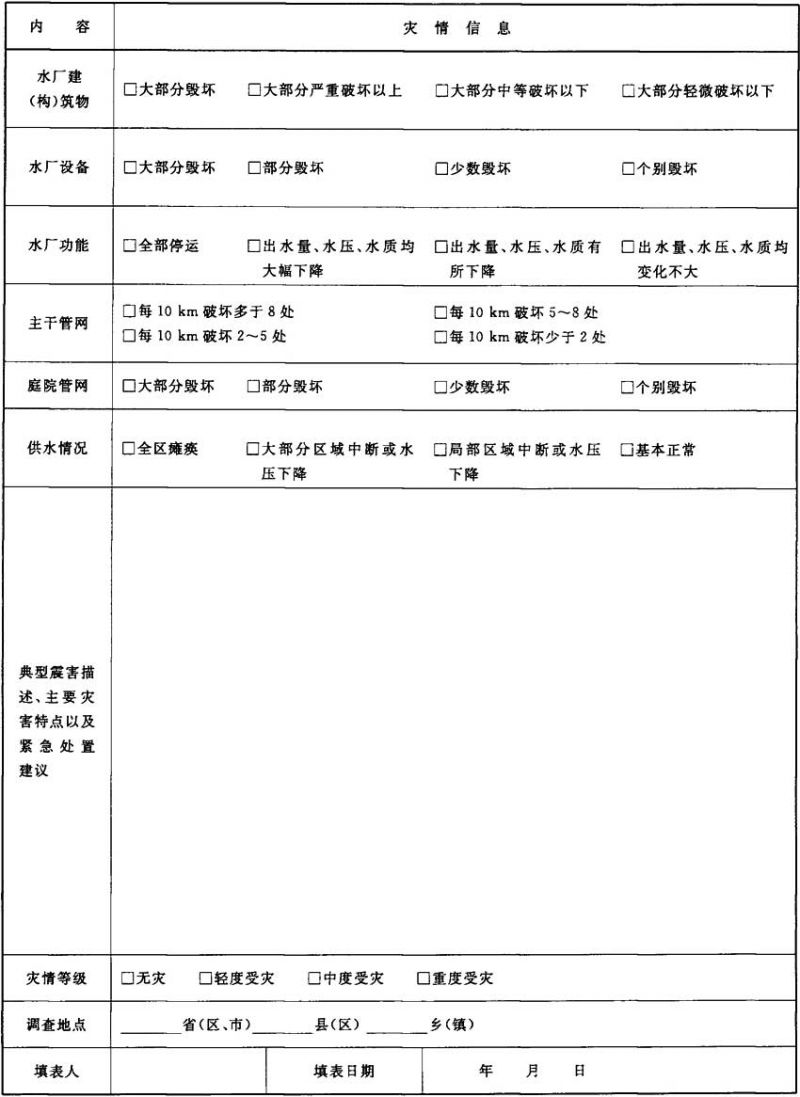 内 容 灾 情 信 息
水厂建
(构)筑物
□大部分毁坏 □大部分严重破坏以上 □大部分中等破坏以下 □大部分轻微破坏以下
水厂设备 □大部分毁坏 □部分毁坏 □少数毁坏 □个别毁坏
水厂功能 □全部停运 □出水量、水压、水质均 □出水量、水压、水质有 □出水量、水压、水质均
大幅下降 所下降 变化不大
主干管网
□每 10 km 破坏多于 8 处 □每 10 km 破坏 5～8 处
□每 10 km 破坏 2～5 处 □每 10 km 破坏少于 2 处
庭院管网 □大部分毁坏 □部分毁坏 □少数毁坏 □个别毁坏
供水情况 □全区瘫痪 □大部分区域中断或水 □局部区域中断或水压 □基本正常
压下降 下降
典型震害描
述、主要灾
害特点以及
紧急处置
建议
灾情等级 □无灾 □轻度受灾 □中度受灾 □重度受灾
调查地点 ______省(区、市)______县(区)______乡(镇)
填表人 填表日期 年 月 日